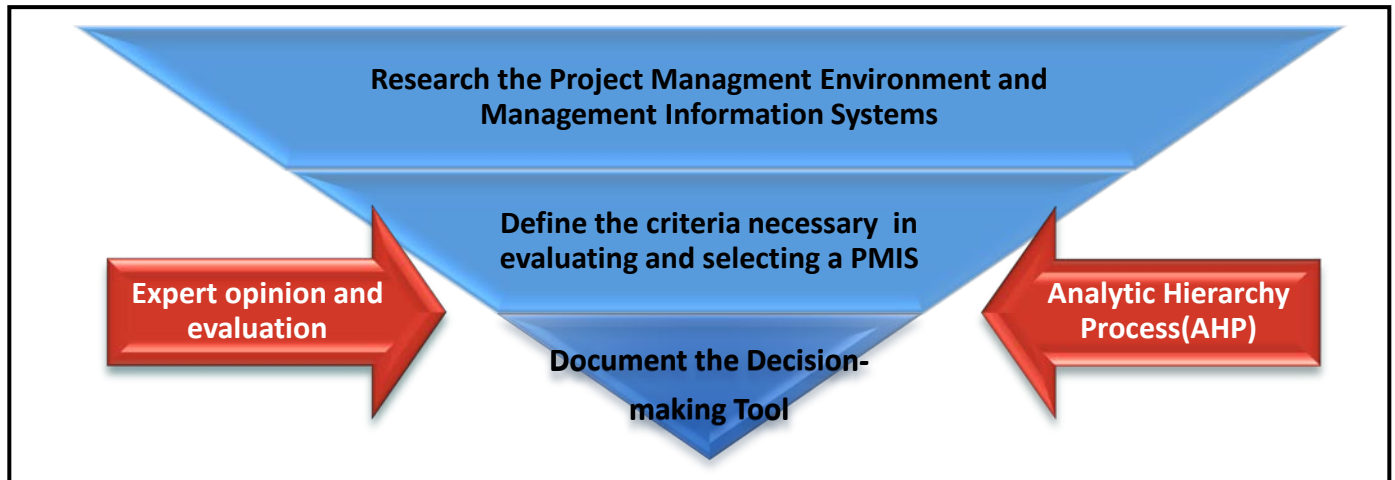 Research the Project Managment Environment and
Management Information Systems
Define the criteria necessary  in
evaluating and selecting a PMIS
Expert opinion and
evaluation
Analytic Hierarchy
Process(AHP)
Document the Decision-
making Tool